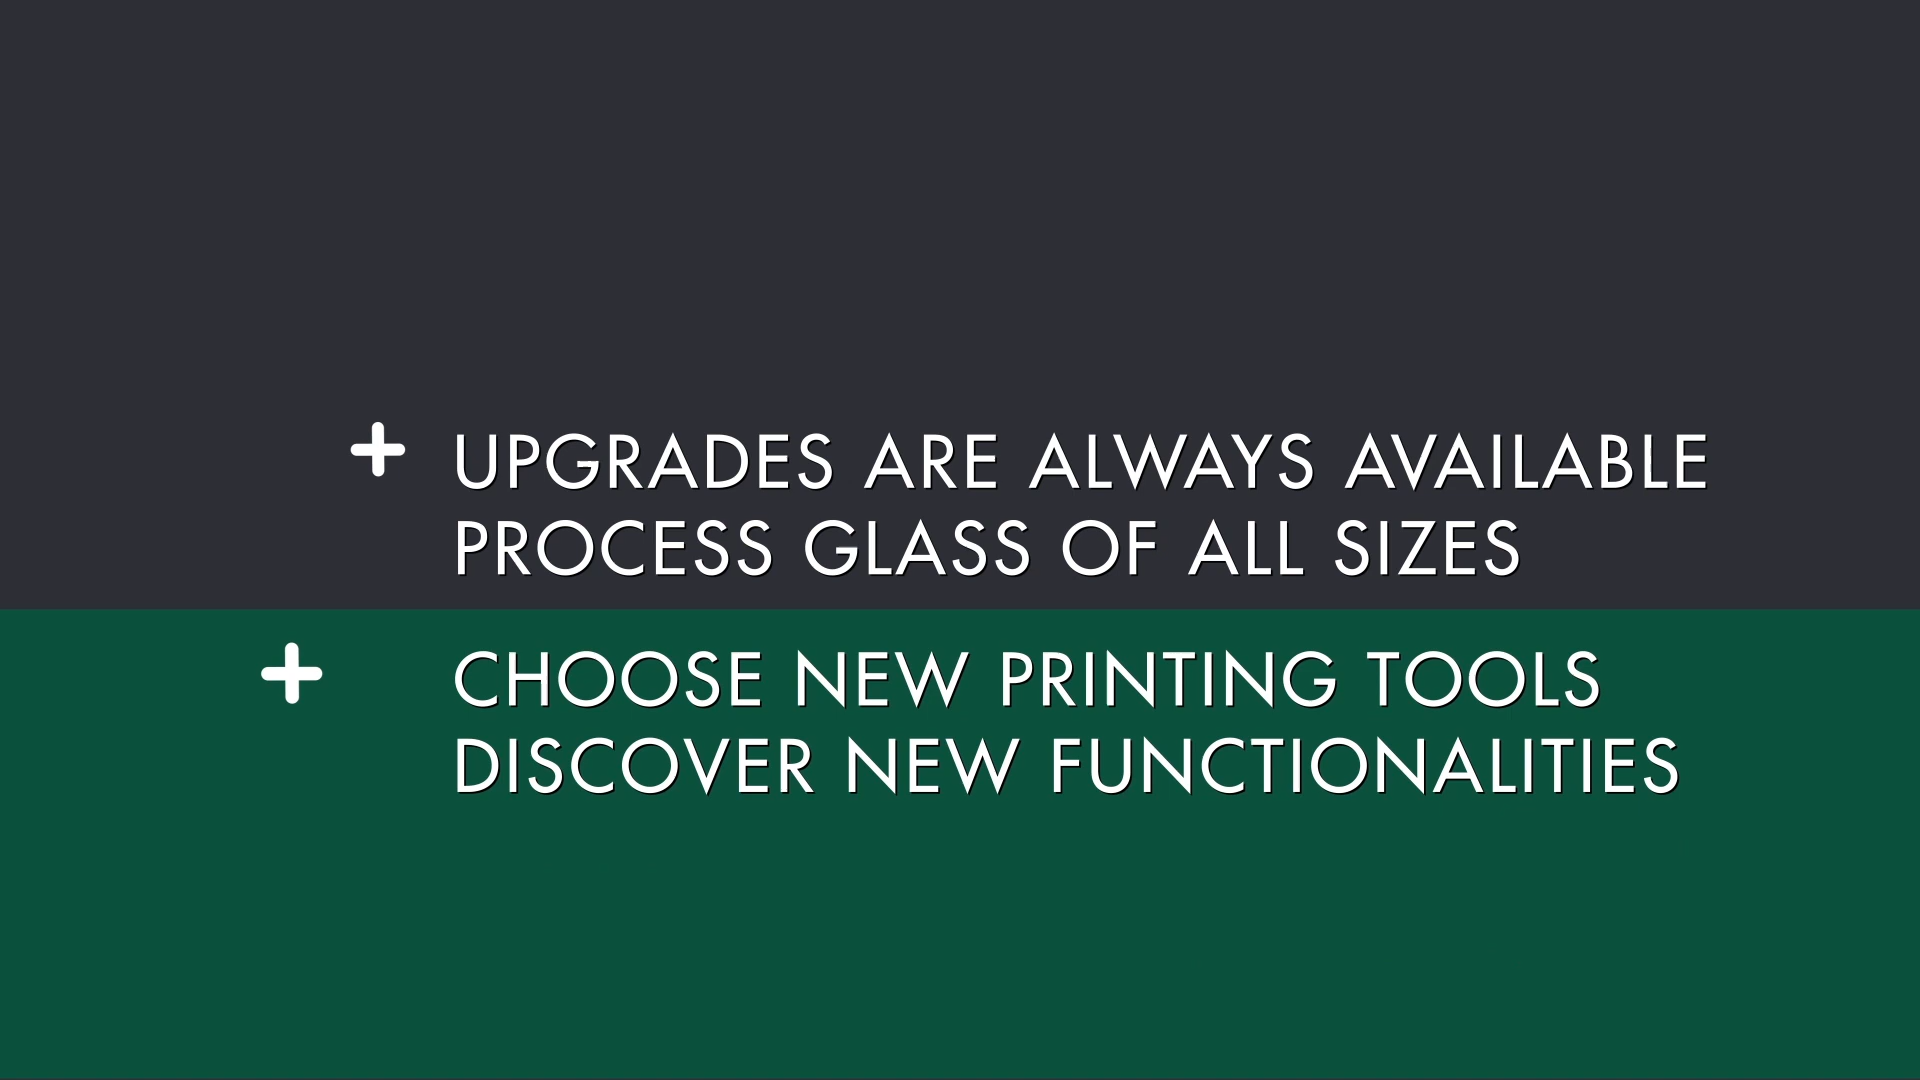 + UPGRADES ARE ALWAYS AVAILABLE
PROCESS GLASS OF ALL SIZES
+ CHOOSE NEW PRINTING TOOLS
DISCOVER NEW FUNCTIONALITIES